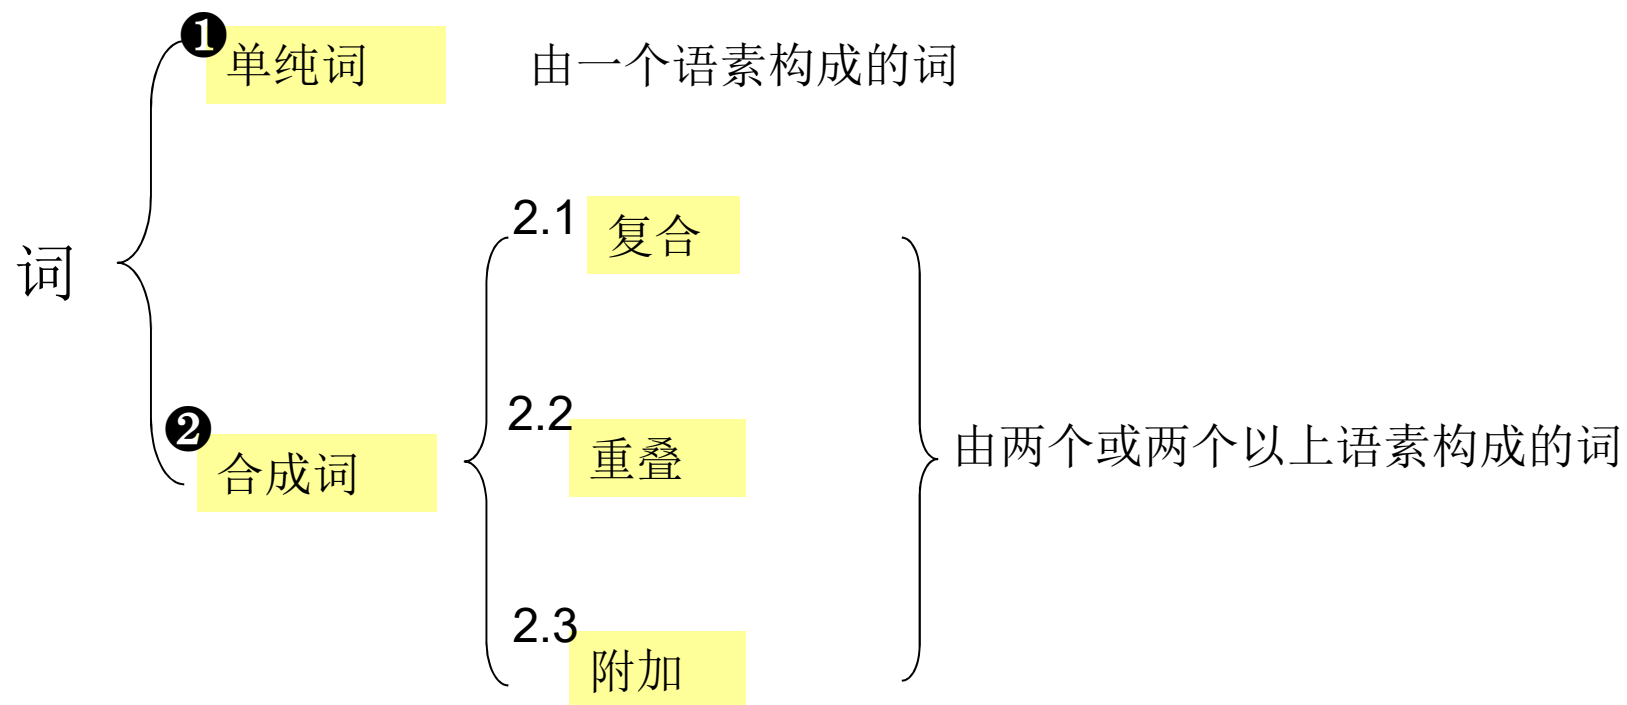 词
❶ 单纯词 由一个语素构成的词
❷ 合成词
2.1 复合
2.2 重叠
2.3 附加
由两个或两个以上语素构成的词